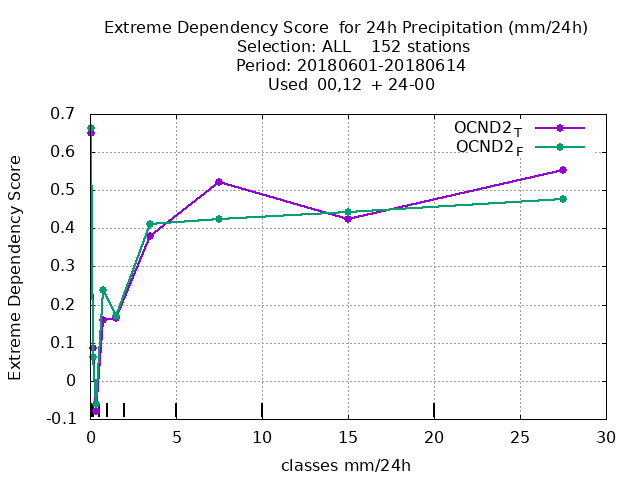 Extreme Dependency Score  for 24h Precipitation (mm/24h)
Selection: ALL    152 stations
Period: 20180601-20180614
Used  00,12  + 24-00
Extreme Dependency Score
0.7
0.6
0.5
0.4
0.3
0.2
0.1
0
-0.1
OCND2T
OCND2F
0 5 10 15 20 25 30
classes mm/24h